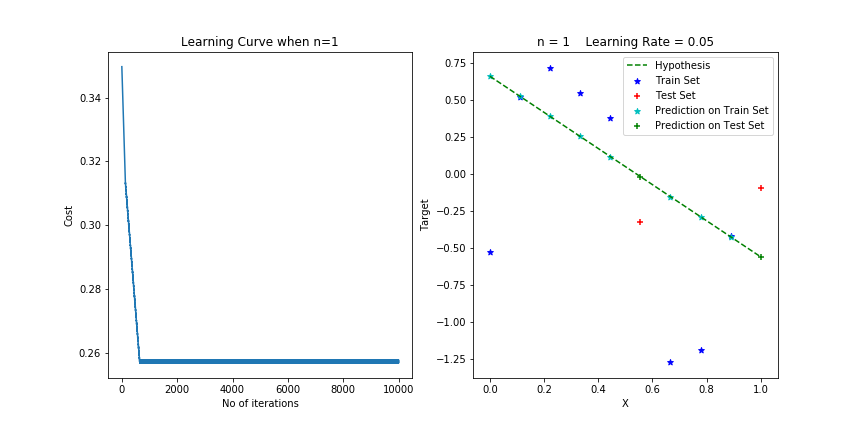 Learning Curve when n=1
0.34
0.32
0.30
0.28
0.26
Cost
0 2000 4000 6000 8000 10000
No of iterations
n = 1 Learning Rate = 0.05
0.75
0.50
0.25
0.00
−0.25
−0.50
−0.75
−1.00
−1.25
Target
Hypothesis
Train Set
Test Set
Prediction on Train Set
Prediction on Test Set
0.0 0.2 0.4 0.6 0.8 1.0
X